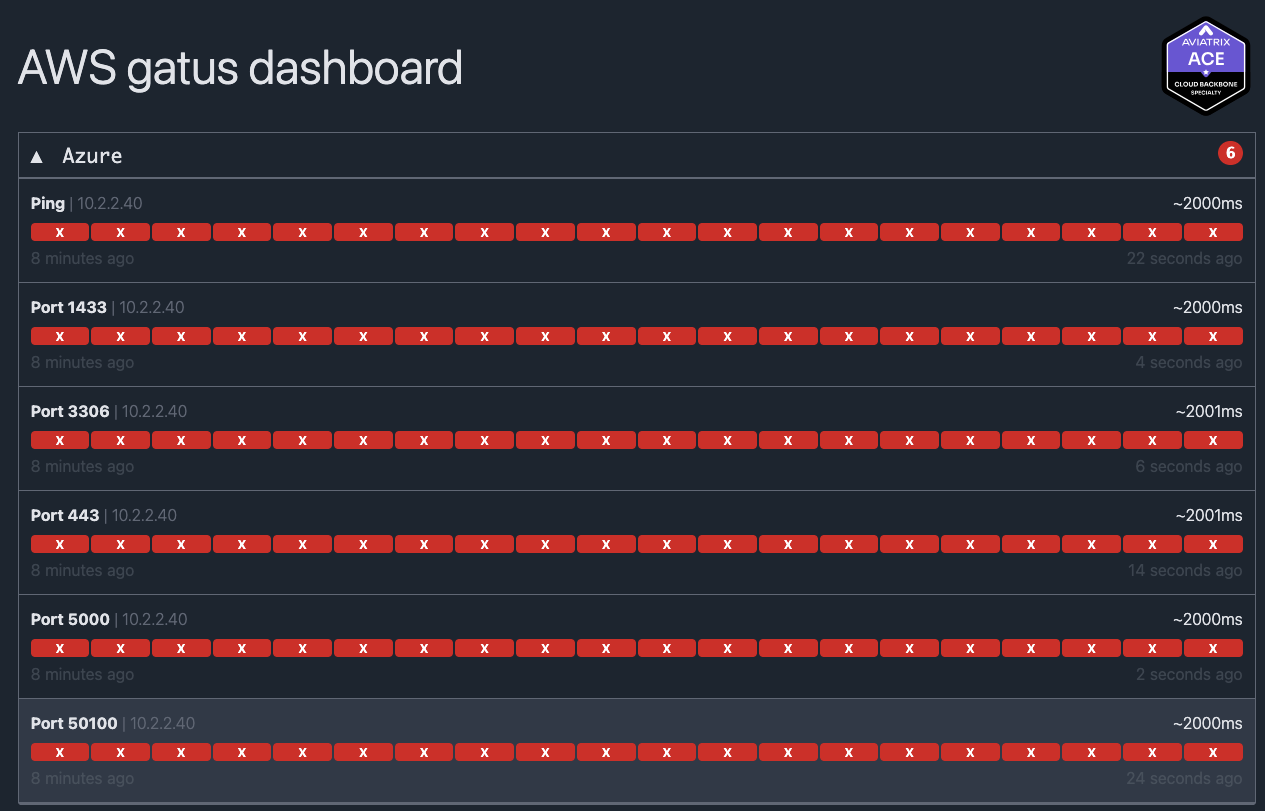 AWS gatus dashboard
AVIATRIX
ACE
CLOUD BACKBONE
SPECIALTY
▲ Azure 6
Ping | 10.2.2.40 ~2000ms
X X X X X X X X X X X X X X X X X X X X
8 minutes ago 22 seconds ago
Port 1433 | 10.2.2.40 ~2000ms
X X X X X X X X X X X X X X X X X X X X
8 minutes ago 4 seconds ago
Port 3306 | 10.2.2.40 ~2001ms
X X X X X X X X X X X X X X X X X X X X
8 minutes ago 6 seconds ago
Port 443 | 10.2.2.40 ~2001ms
X X X X X X X X X X X X X X X X X X X X
8 minutes ago 14 seconds ago
Port 5000 | 10.2.2.40 ~2000ms
X X X X X X X X X X X X X X X X X X X X
8 minutes ago 2 seconds ago
Port 50100 | 10.2.2.40 ~2000ms
X X X X X X X X X X X X X X X X X X X X
8 minutes ago 24 seconds ago